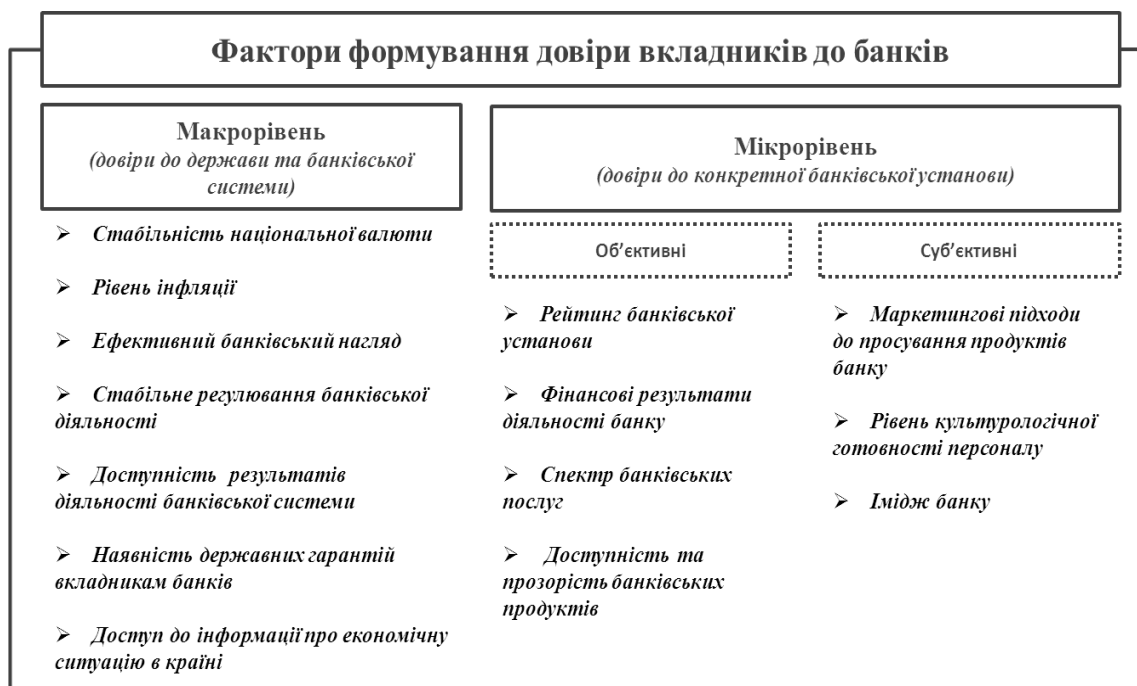 Фактори формування довіри вкладників до банків
Макрорівень
(довіри до держави та банківської
системи)
➢ Стабільність національної валюти
➢ Рівень інфляції
➢ Ефективний банківський нагляд
➢ Стабільне регулювання банківської
діяльності
➢ Доступність результатів
діяльності банківської системи
➢ Наявність державних гарантій
вкладникам банків
➢ Доступ до інформації про економічну
ситуацію в країні
Мікрорівень
(довіри до конкретної банківської установи)
Об’єктивні
➢ Рейтинг банківської
установи
➢ Фінансові результати
діяльності банку
➢ Спектр банківських
послуг
➢ Доступність та
прозорість банківських
продуктів
Суб’єктивні
➢ Маркетингові підходи
до просування продуктів
банку
➢ Рівень культурологічної
готовності персоналу
➢ Імідж банку